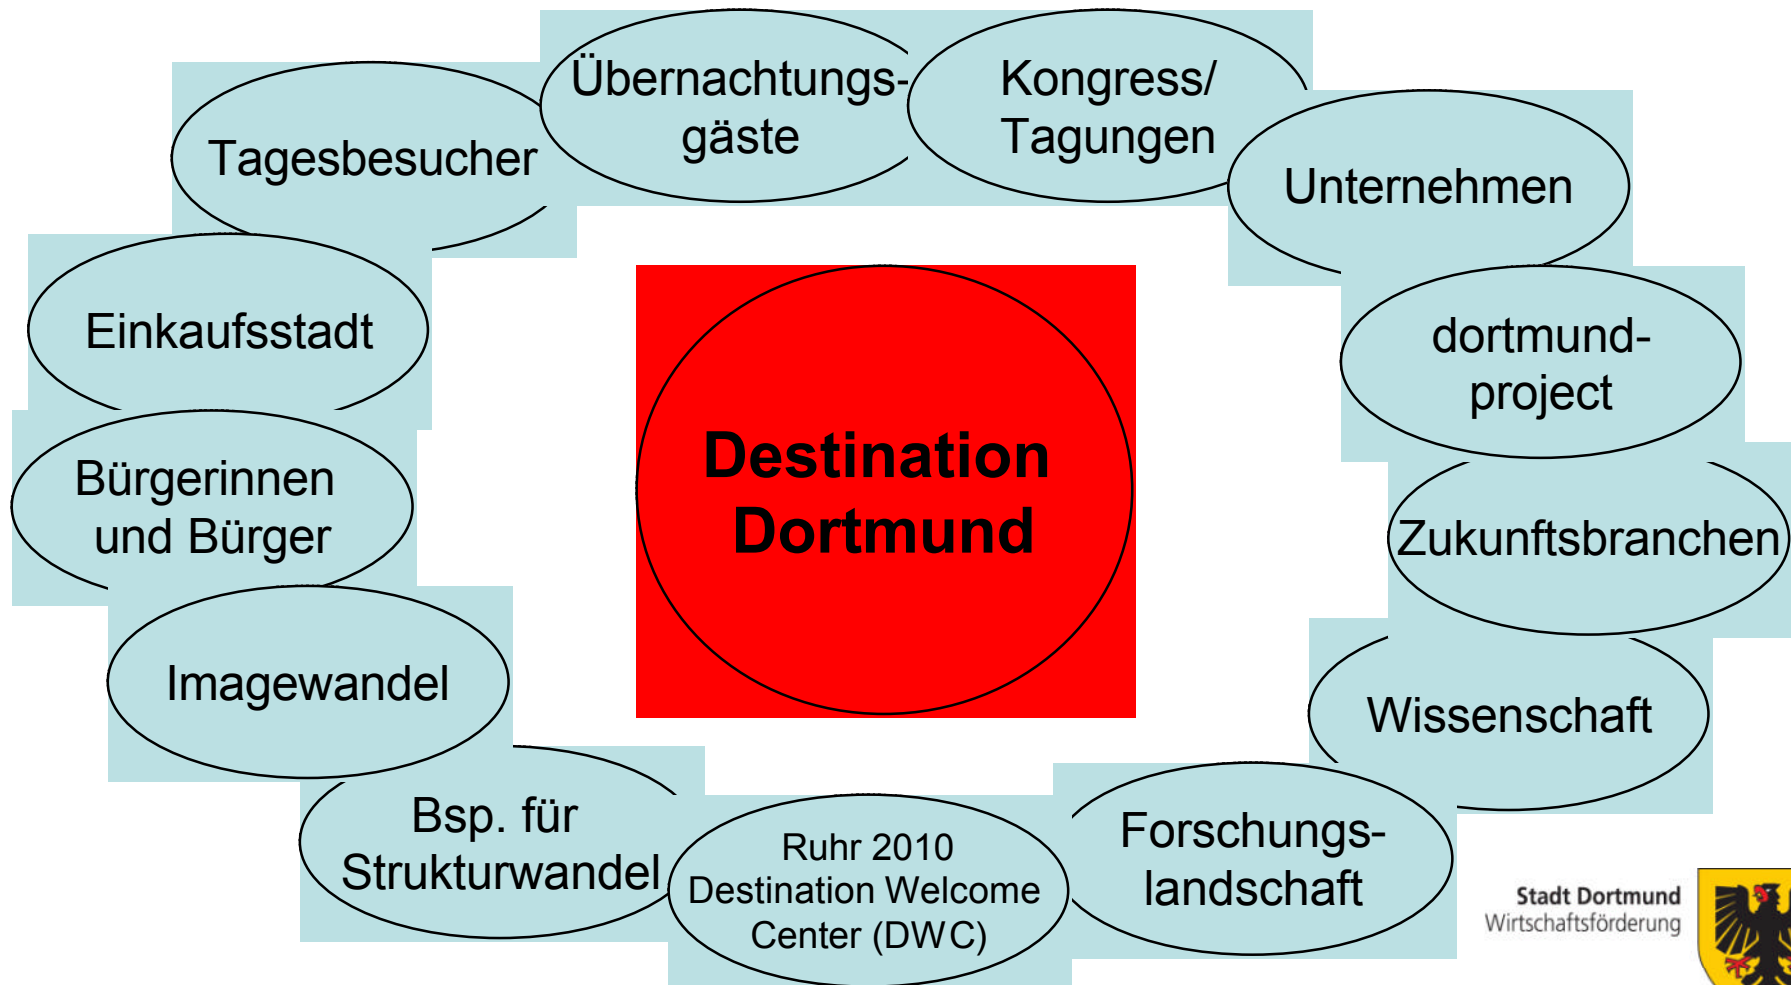 Übernachtungs-
gäste
Kongress/
Tagungen
Tagesbesucher
Unternehmen
Einkaufsstadt
dortmund-
project
Destination
Dortmund
Bürgerinnen
und Bürger
Zukunftsbranchen
Imagewandel
Wissenschaft
Bsp. für
Strukturwandel
Ruhr 2010
Destination Welcome
Center (DWC)
Forschungs-
landschaft
Stadt Dortmund
Wirtschaftsförderung